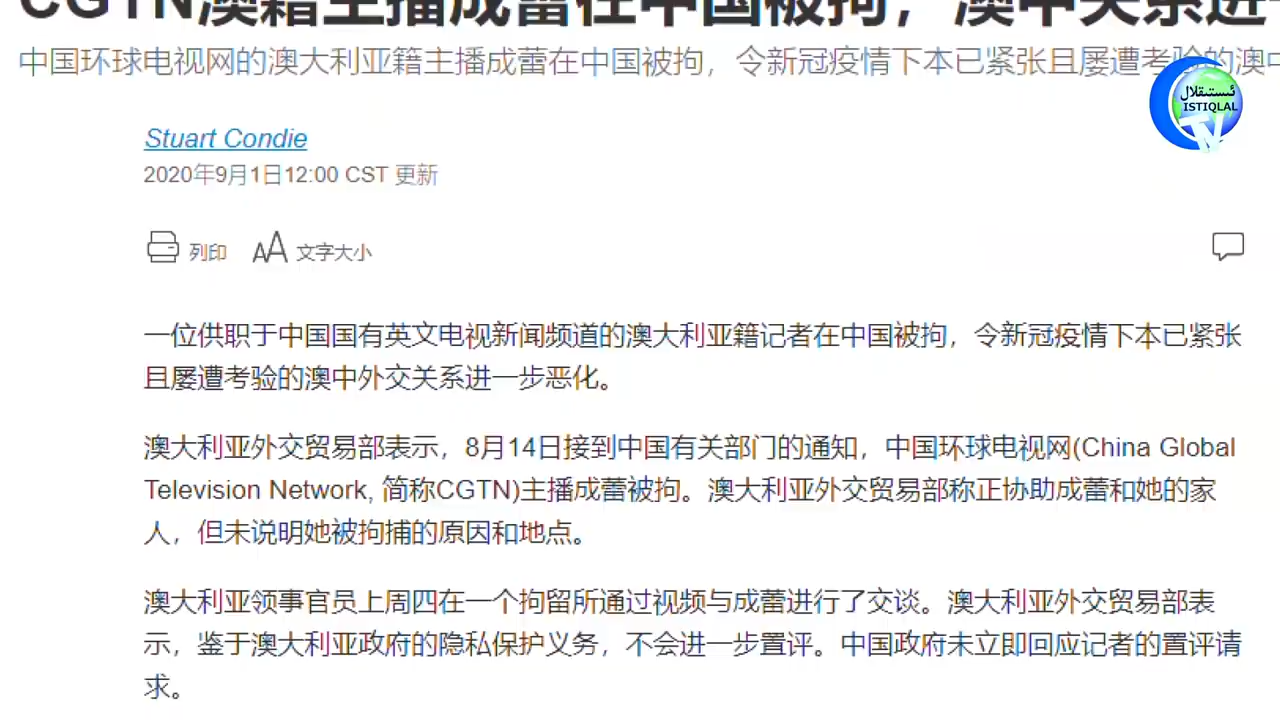 CGTN澳籍主播成蕾在中国被拘，澳中关系进一
中国环球电视网的澳大利亚籍主播成蕾在中国被拘，令新冠疫情下本已紧张且屡遭考验的澳中
ئىستىقلال
ISTIQLAL
TV
Stuart Condie
2020年9月1日12:00 CST 更新
列印 AA 文字大小
一位供职于中国国有英文电视新闻频道的澳大利亚籍记者在中国被拘，令新冠疫情下本已紧张
且屡遭考验的澳中外交关系进一步恶化。
澳大利亚外交贸易部表示，8月14日接到中国有关部门的通知，中国环球电视网(China Global
Television Network, 简称CGTN)主播成蕾被拘。澳大利亚外交贸易部称正协助成蕾和她的家
人，但未说明她被拘捕的原因和地点。
澳大利亚领事官员上周四在一个拘留所通过视频与成蕾进行了交谈。澳大利亚外交贸易部表
示，鉴于澳大利亚政府的隐私保护义务，不会进一步置评。中国政府未立即回应记者的置评请
求。